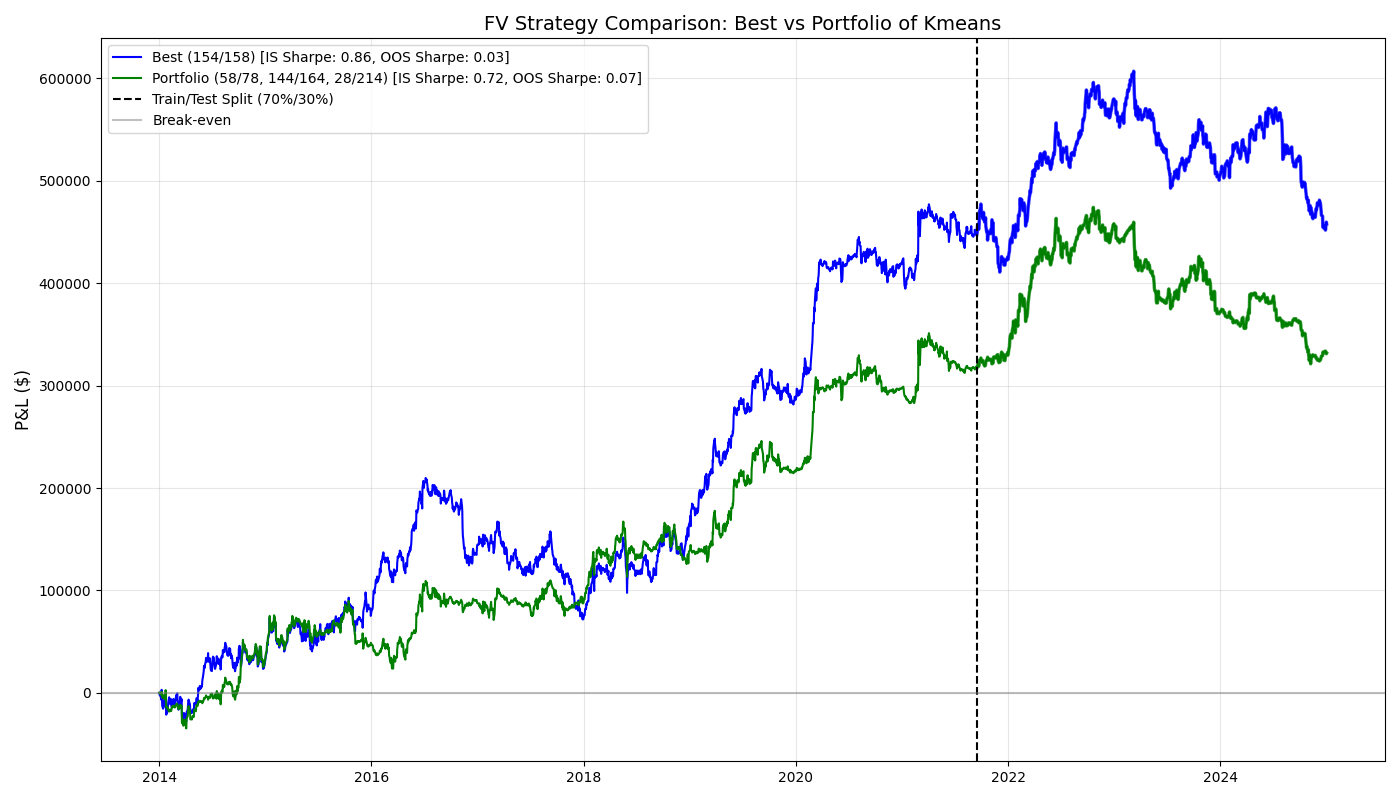 FV Strategy Comparison: Best vs Portfolio of Kmeans
Best (154/158) [IS Sharpe: 0.86, OOS Sharpe: 0.03]
Portfolio (58/78, 144/164, 28/214) [IS Sharpe: 0.72, OOS Sharpe: 0.07]
Train/Test Split (70%/30%)
Break-even
P&L ($)
600000
500000
400000
300000
200000
100000
0
2014 2016 2018 2020 2022 2024